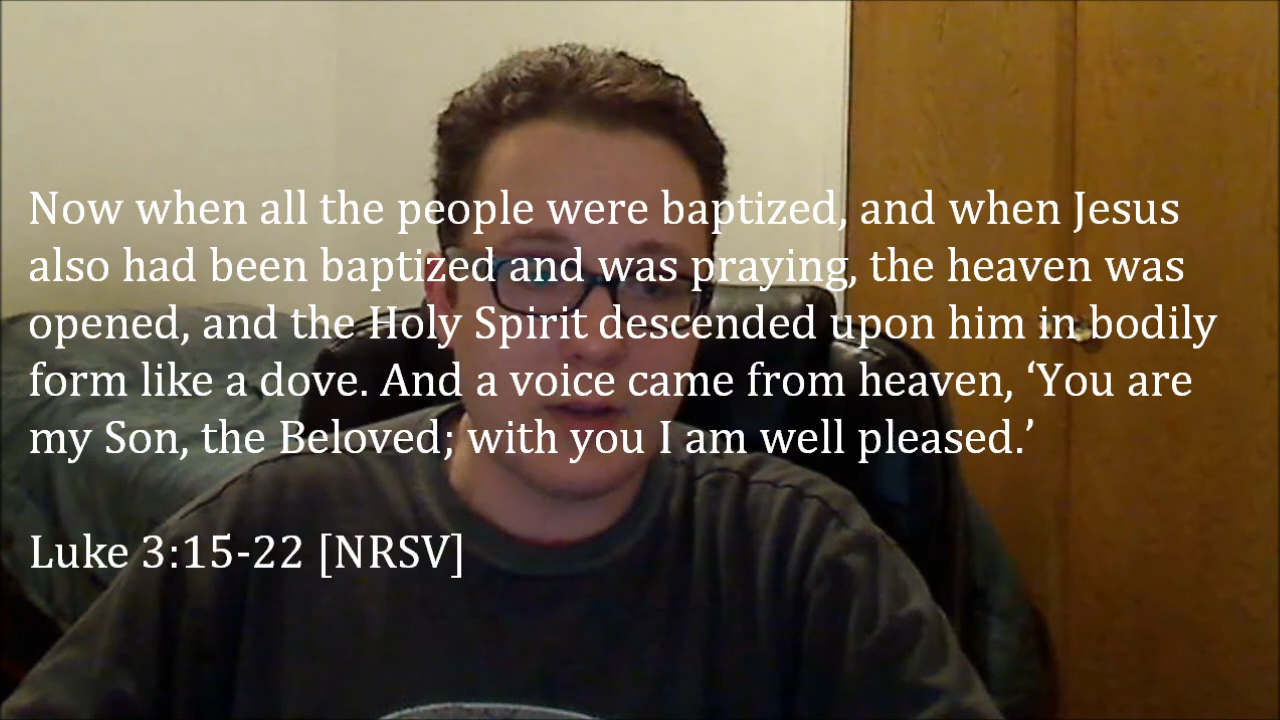 Now when all the people were baptized, and when Jesus
also had been baptized and was praying, the heaven was
opened, and the Holy Spirit descended upon him in bodily
form like a dove. And a voice came from heaven, ‘You are
my Son, the Beloved; with you I am well pleased.’
Luke 3:15-22 [NRSV]